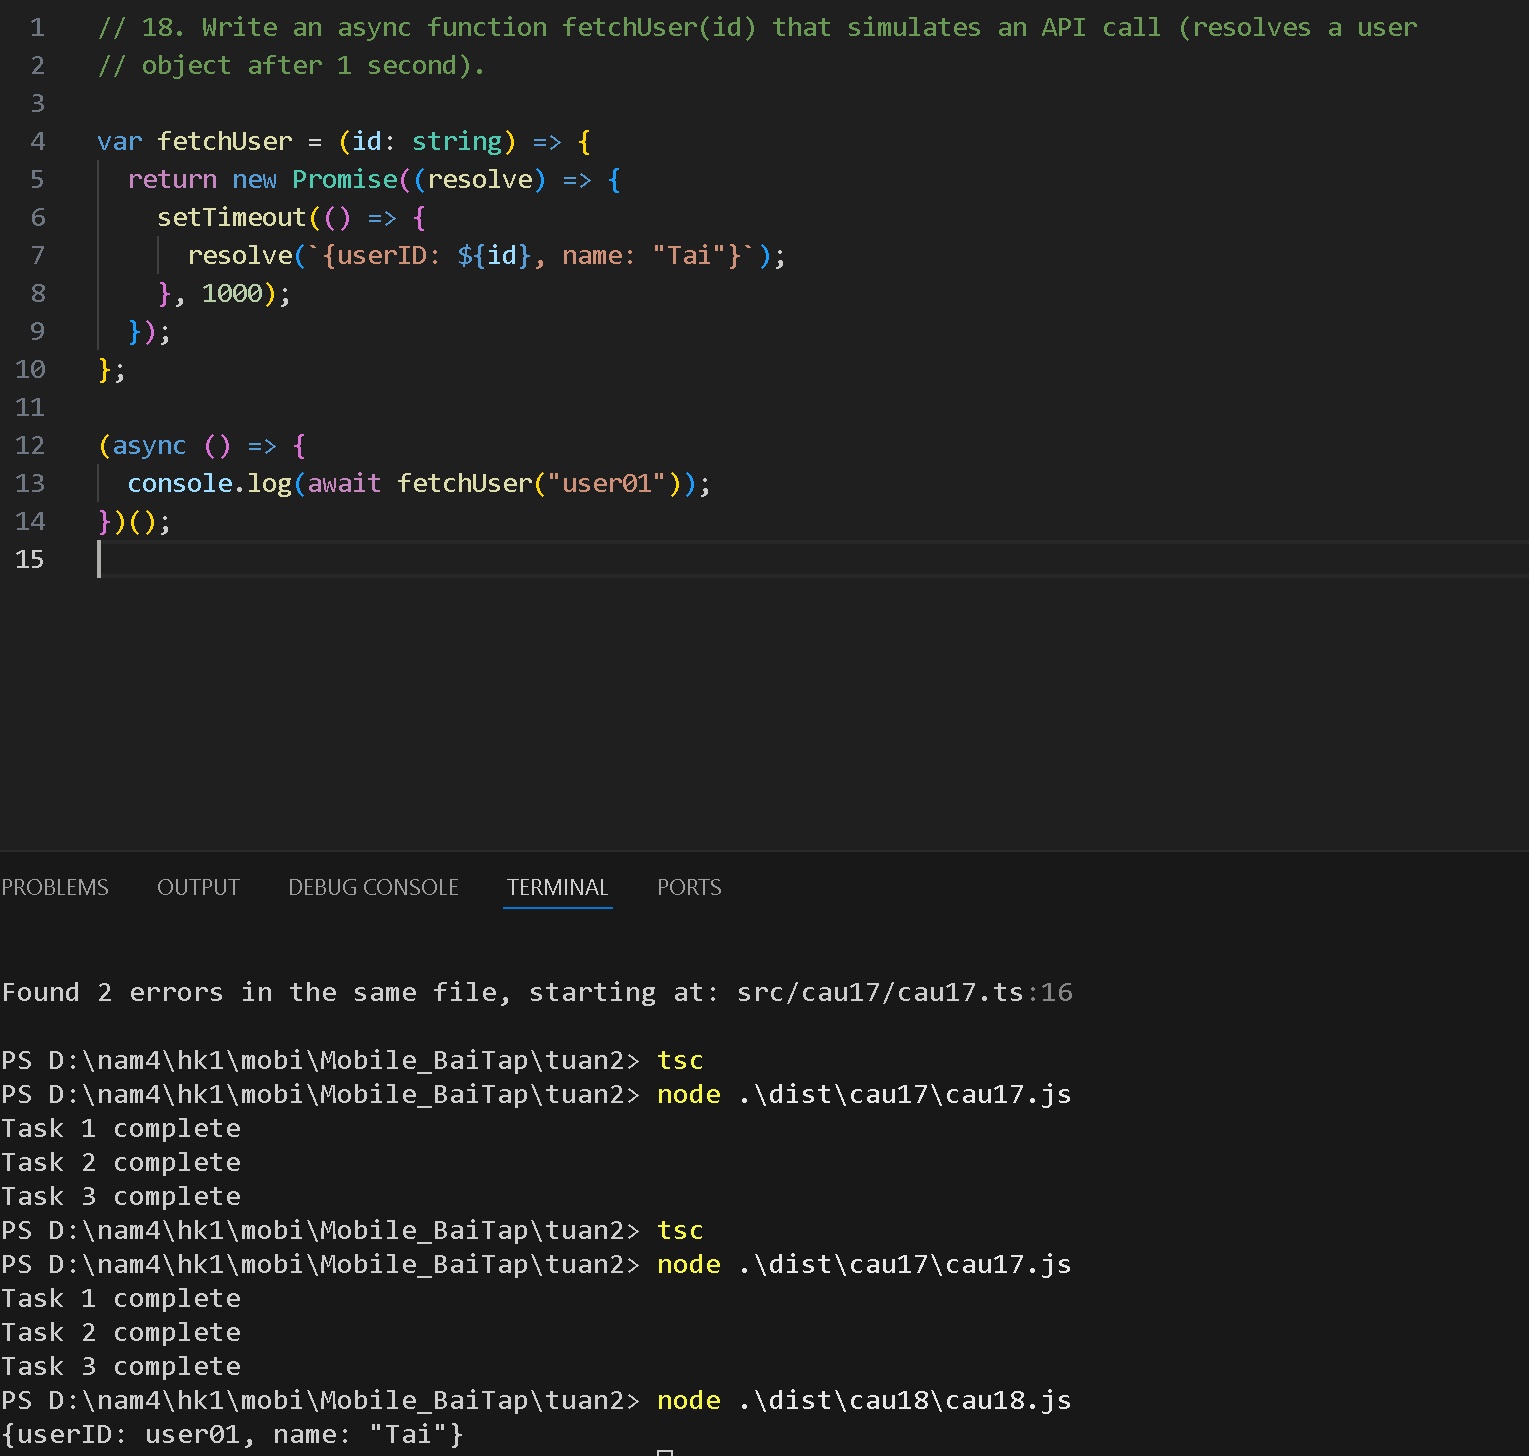 1 // 18. Write an async function fetchUser(id) that simulates an API call (resolves a user
2 // object after 1 second).
3
4 var fetchUser = (id: string) => {
5   return new Promise((resolve) => {
6     setTimeout(() => {
7       resolve(`{userID: ${id}, name: "Tai"}`);
8     }, 1000);
9   });
10 };
11
12 (async () => {
13   console.log(await fetchUser("user01"));
14 })();
15
PROBLEMS OUTPUT DEBUG CONSOLE TERMINAL PORTS
Found 2 errors in the same file, starting at: src/cau17/cau17.ts:16
PS D:\nam4\hk1\mobi\Mobile_BaiTap\tuan2> tsc
PS D:\nam4\hk1\mobi\Mobile_BaiTap\tuan2> node .\dist\cau17\cau17.js
Task 1 complete
Task 2 complete
Task 3 complete
PS D:\nam4\hk1\mobi\Mobile_BaiTap\tuan2> tsc
PS D:\nam4\hk1\mobi\Mobile_BaiTap\tuan2> node .\dist\cau17\cau17.js
Task 1 complete
Task 2 complete
Task 3 complete
PS D:\nam4\hk1\mobi\Mobile_BaiTap\tuan2> node .\dist\cau18\cau18.js
{userID: user01, name: "Tai"}